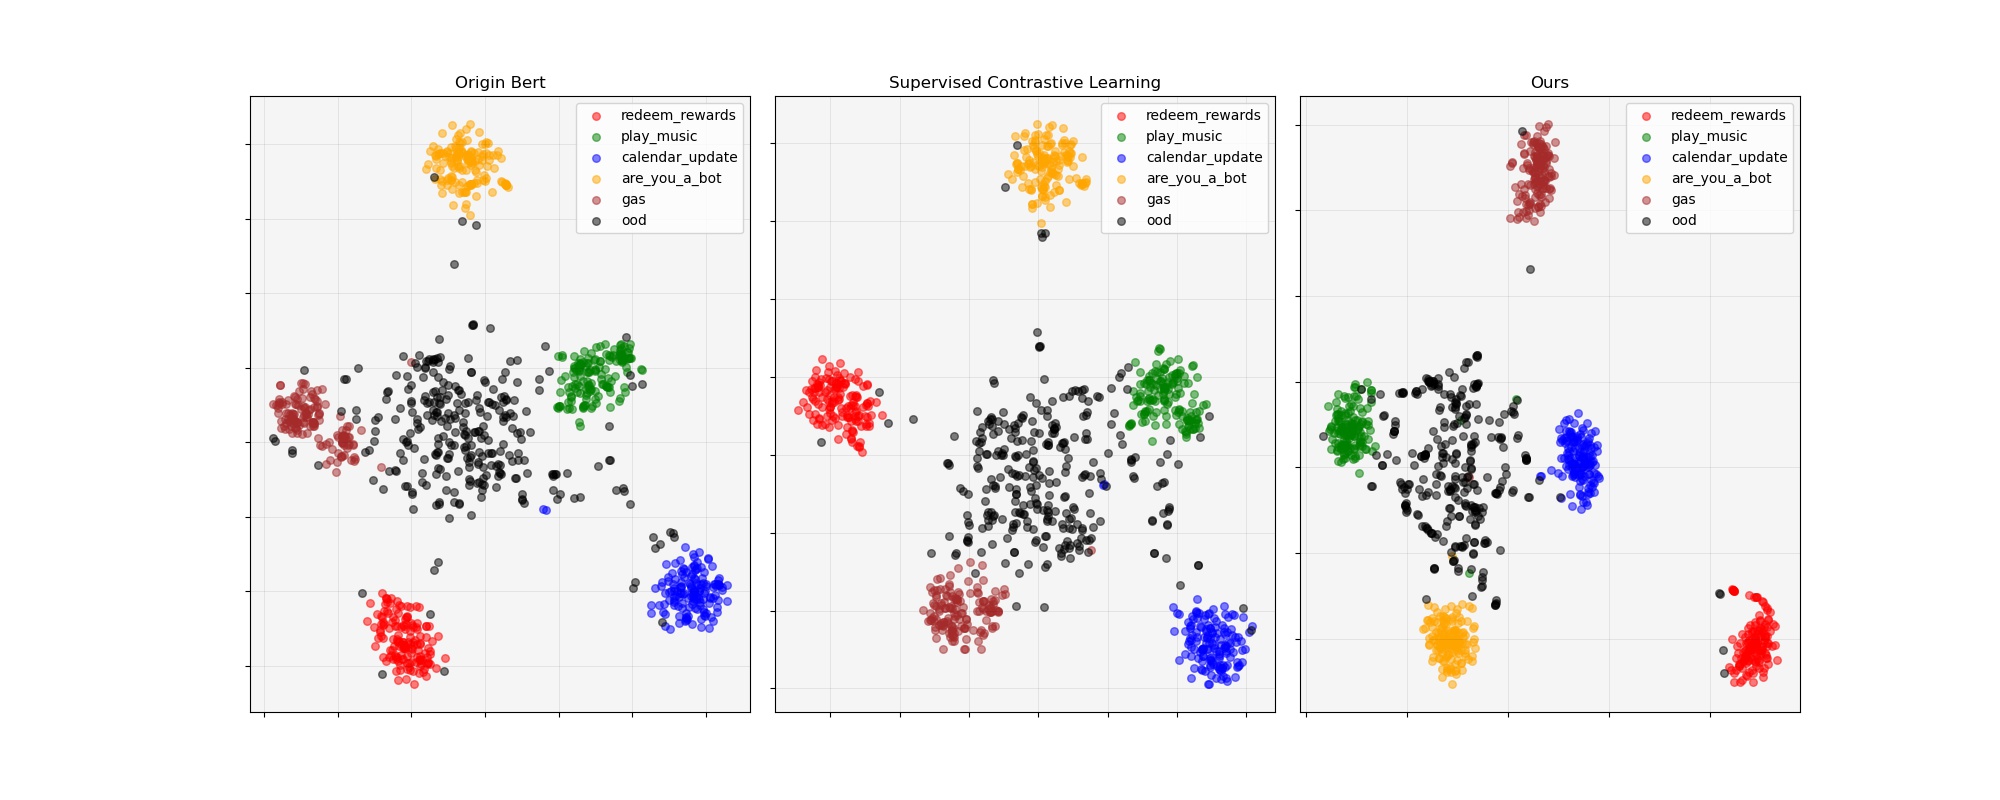 Origin Bert
redeem_rewards
play_music
calendar_update
are_you_a_bot
gas
ood
Supervised Contrastive Learning
redeem_rewards
play_music
calendar_update
are_you_a_bot
gas
ood
Ours
redeem_rewards
play_music
calendar_update
are_you_a_bot
gas
ood